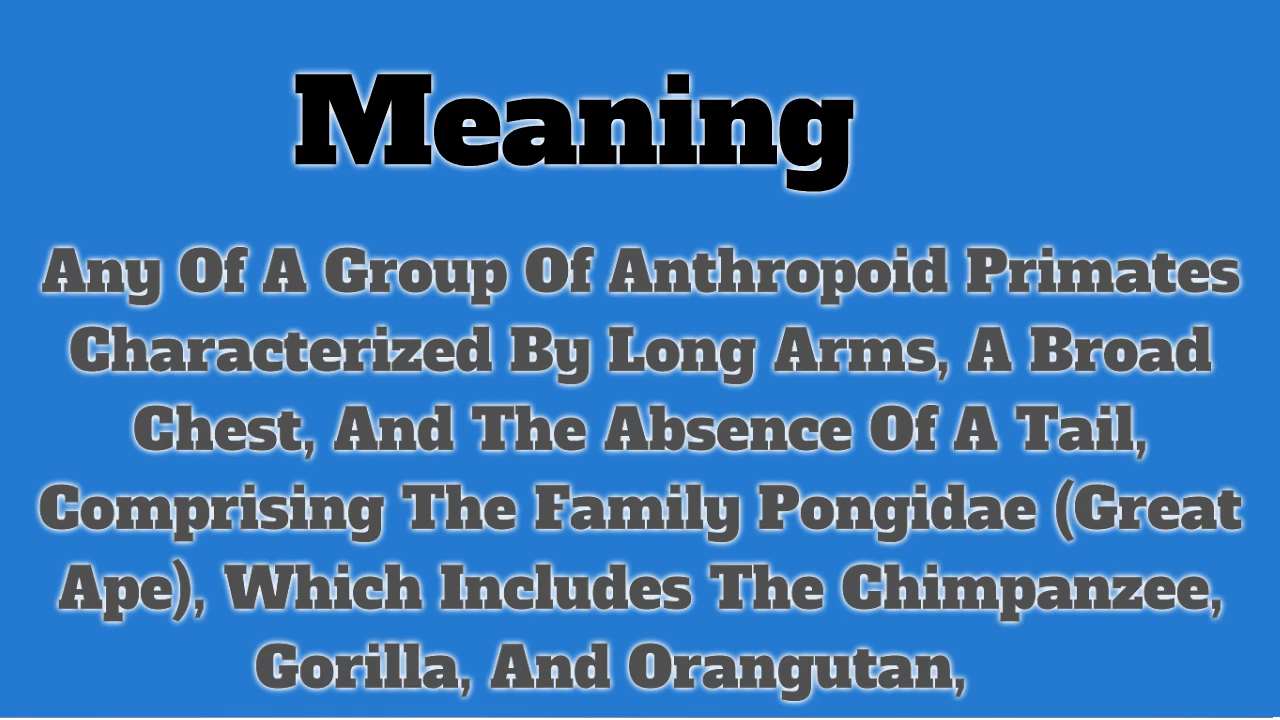 Meaning
Any Of A Group Of Anthropoid Primates
Characterized By Long Arms, A Broad
Chest, And The Absence Of A Tail,
Comprising The Family Pongidae (Great
Ape), Which Includes The Chimpanzee,
Gorilla, And Orangutan,